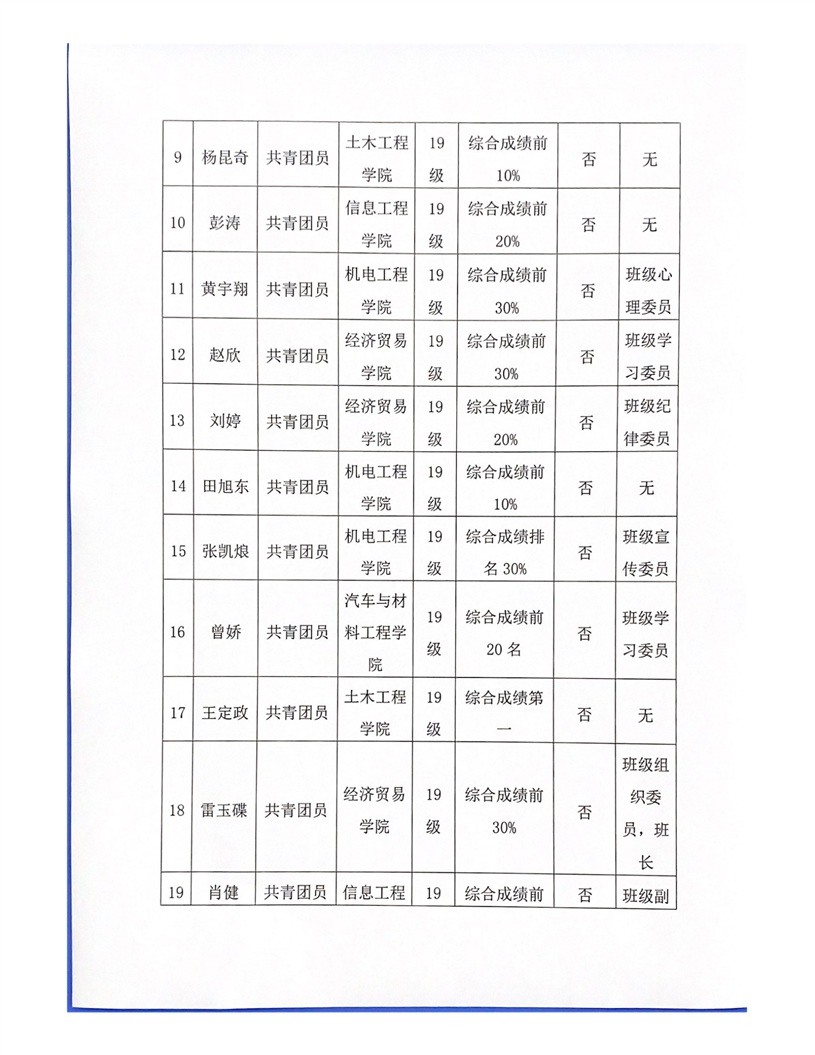 9 杨昆奇 共青团员 土木工程学院 19级 综合成绩前10% 否 无
10 彭涛 共青团员 信息工程学院 19级 综合成绩前20% 否 无
11 黄宇翔 共青团员 机电工程学院 19级 综合成绩前30% 否 班级心理委员
12 赵欣 共青团员 经济贸易学院 19级 综合成绩前30% 否 班级学习委员
13 刘婷 共青团员 经济贸易学院 19级 综合成绩前20% 否 班级纪律委员
14 田旭东 共青团员 机电工程学院 19级 综合成绩前10% 否 无
15 张凯烺 共青团员 机电工程学院 19级 综合成绩排名30% 否 班级宣传委员
16 曾娇 共青团员 汽车与材料工程学院 19级 综合成绩前20名 否 班级学习委员
17 王定政 共青团员 土木工程学院 19级 综合成绩第一 否 无
18 雷玉碟 共青团员 经济贸易学院 19级 综合成绩前30% 否 班级组织委员，班长
19 肖健 共青团员 信息工程 19 综合成绩前 否 班级副